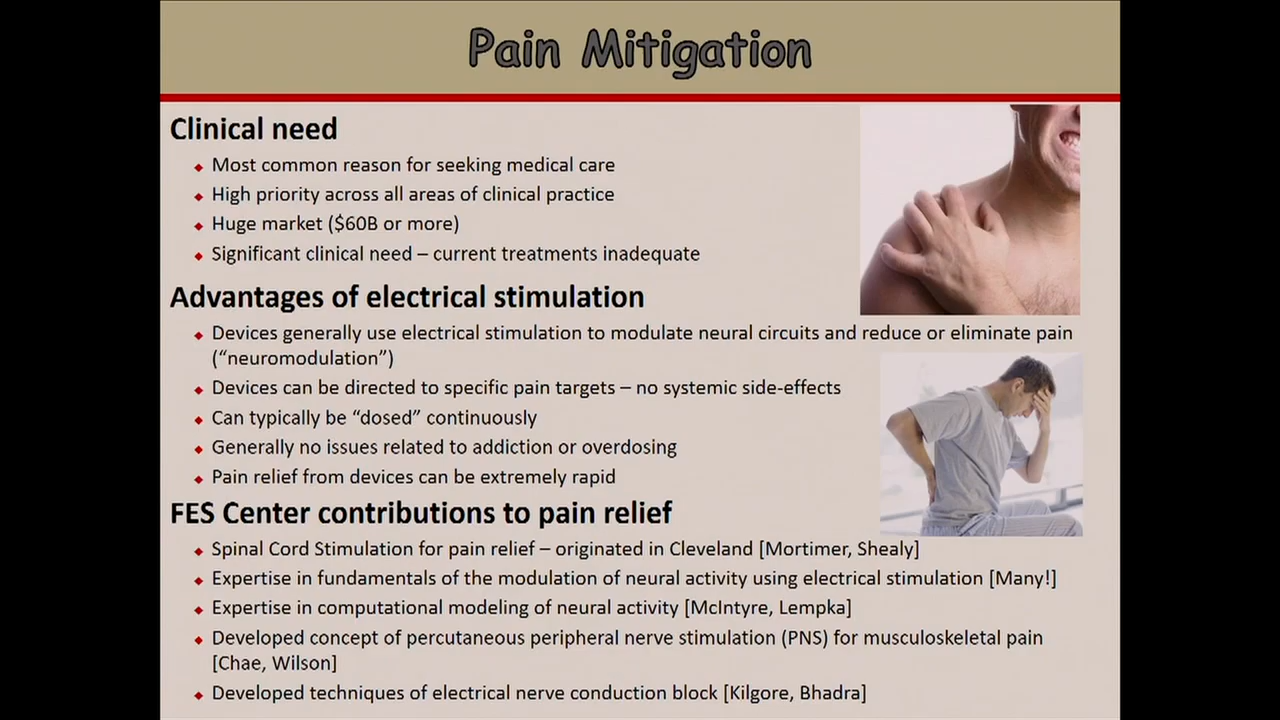 Pain Mitigation
Clinical need
Most common reason for seeking medical care
High priority across all areas of clinical practice
Huge market ($60B or more)
Significant clinical need – current treatments inadequate
Advantages of electrical stimulation
Devices generally use electrical stimulation to modulate neural circuits and reduce or eliminate pain
(“neuromodulation”)
Devices can be directed to specific pain targets – no systemic side-effects
Can typically be “dosed” continuously
Generally no issues related to addiction or overdosing
Pain relief from devices can be extremely rapid
FES Center contributions to pain relief
Spinal Cord Stimulation for pain relief – originated in Cleveland [Mortimer, Shealy]
Expertise in fundamentals of the modulation of neural activity using electrical stimulation [Many!]
Expertise in computational modeling of neural activity [McIntyre, Lempka]
Developed concept of percutaneous peripheral nerve stimulation (PNS) for musculoskeletal pain
[Chae, Wilson]
Developed techniques of electrical nerve conduction block [Kilgore, Bhadra]